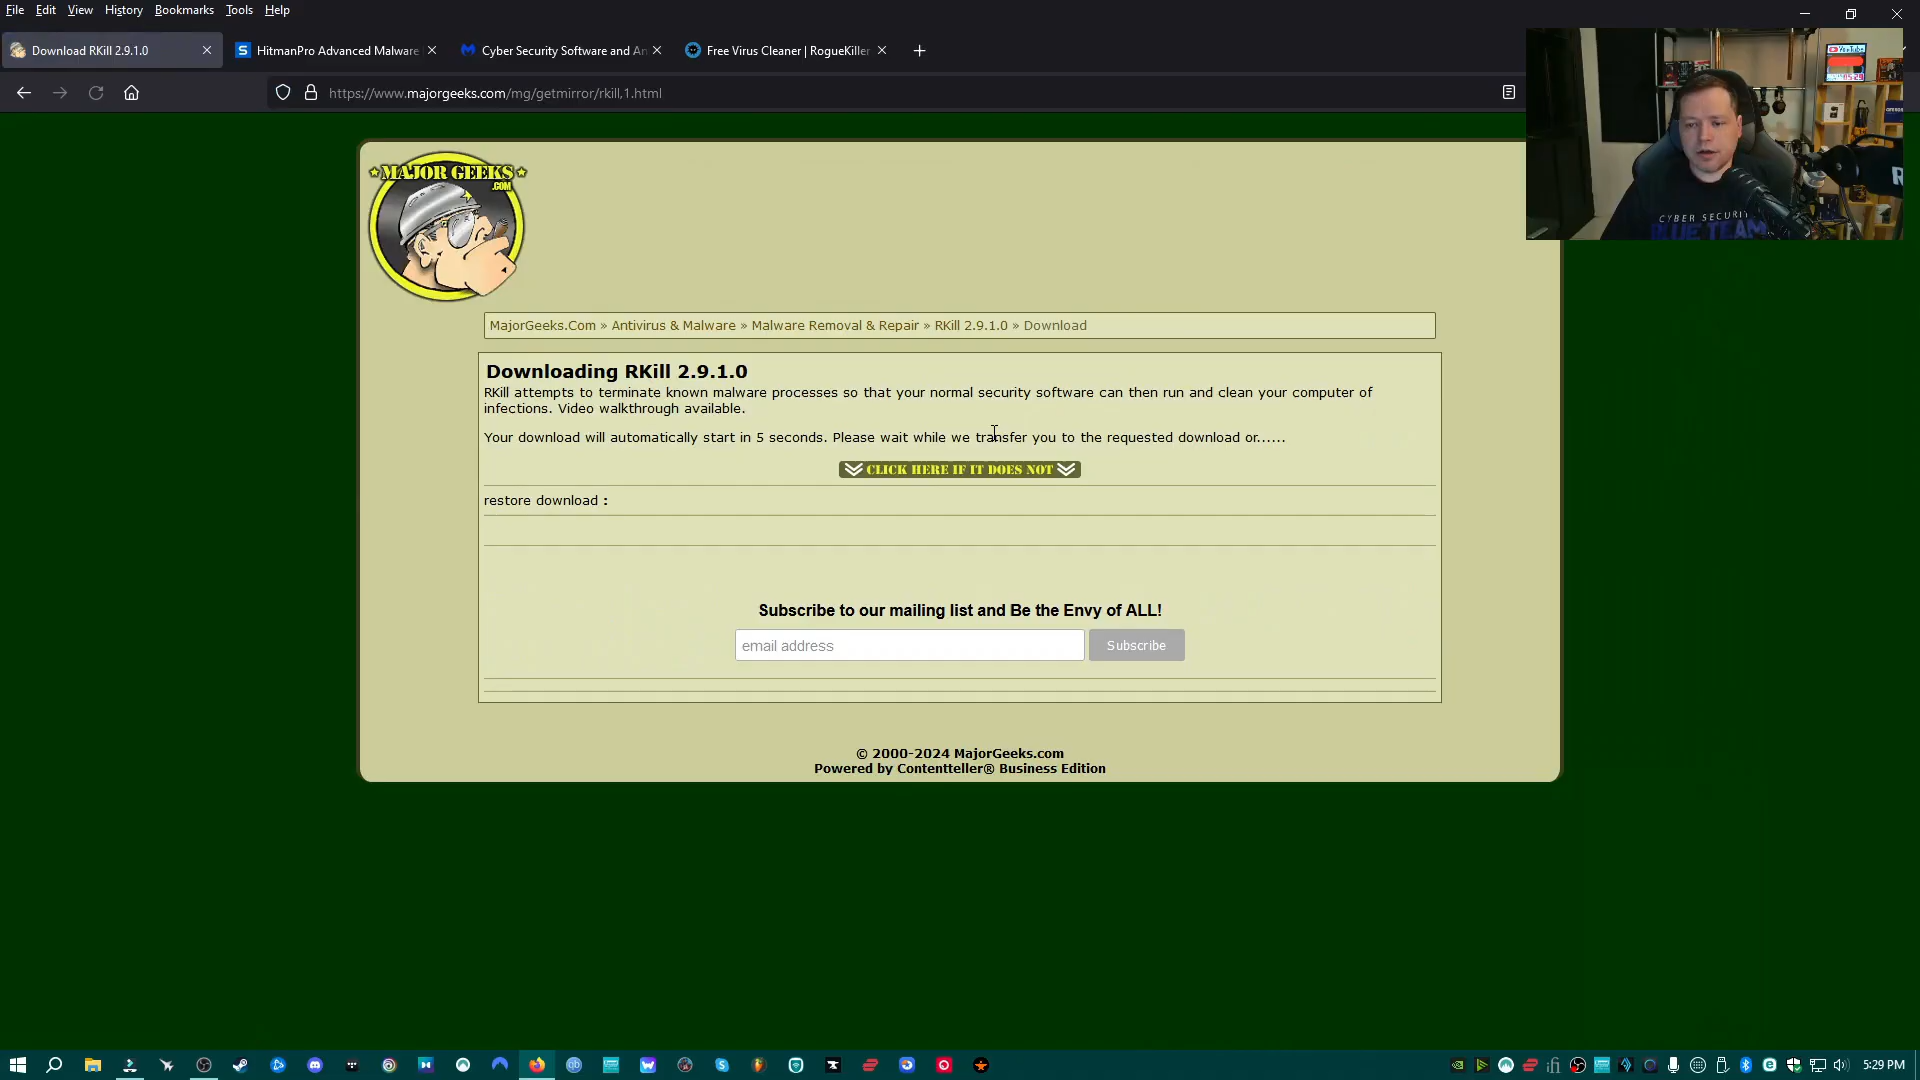 File Edit View History Bookmarks Tools Help
Download RKill 2.9.1.0
HitmanPro Advanced Malware
Cyber Security Software and An
Free Virus Cleaner | RogueKiller
https://www.majorgeeks.com/mg/getmirror/rkill,1.html
YouTube
CYBER SECURITY
BLUE TEAM
MAJOR GEEKS
.COM
MajorGeeks.Com » Antivirus & Malware » Malware Removal & Repair » RKill 2.9.1.0 » Download
Downloading RKill 2.9.1.0
RKill attempts to terminate known malware processes so that your normal security software can then run and clean your computer of
infections. Video walkthrough available.
Your download will automatically start in 5 seconds. Please wait while we transfer you to the requested download or......
CLICK HERE IF IT DOES NOT
restore download :
Subscribe to our mailing list and Be the Envy of ALL!
email address
Subscribe
© 2000-2024 MajorGeeks.com
Powered by Contentteller® Business Edition
5:29 PM